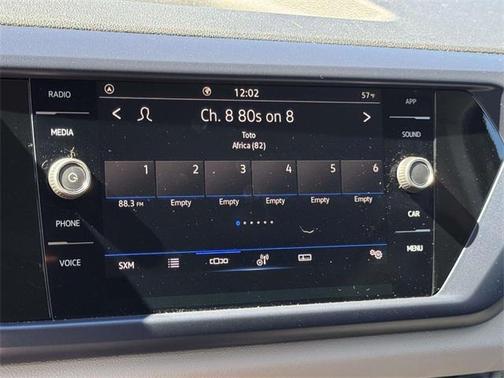 RADIO
MEDIA
PHONE
VOICE
12:02
57°F
Ch. 8 80s on 8
Toto
Africa (82)
1 2 3 4 5 6
88.3 FM Empty Empty Empty Empty Empty
SXM
APP
SOUND
CAR
MENU